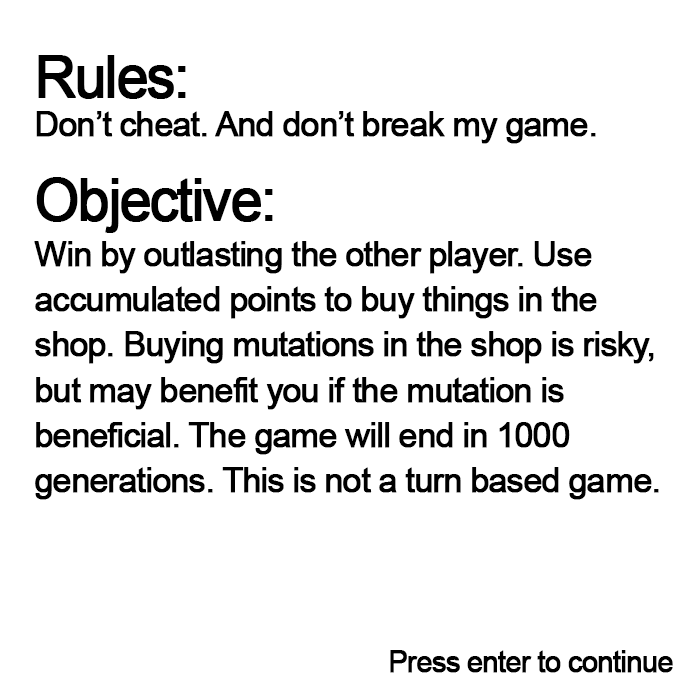 Rules:
Don’t cheat. And don’t break my game.
Objective:
Win by outlasting the other player. Use
accumulated points to buy things in the
shop. Buying mutations in the shop is risky,
but may benefit you if the mutation is
beneficial. The game will end in 1000
generations. This is not a turn based game.
Press enter to continue